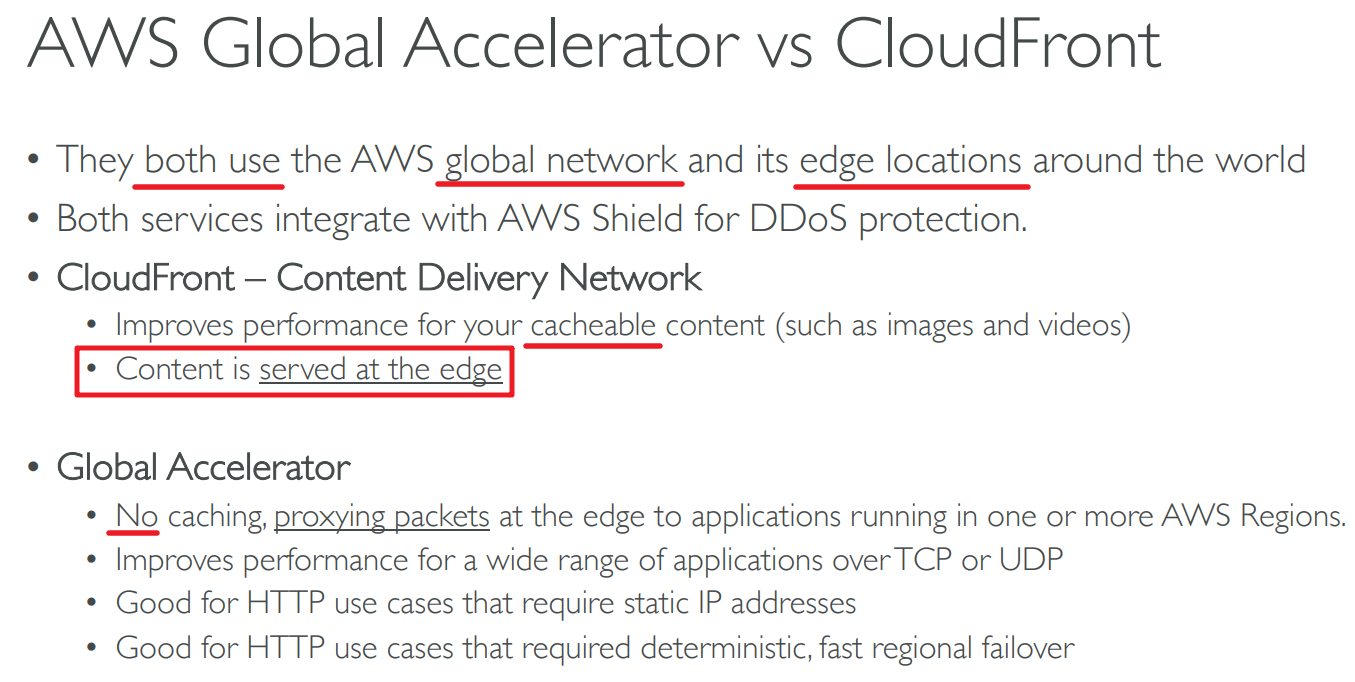 AWS Global Accelerator vs CloudFront
• They both use the AWS global network and its edge locations around the world
• Both services integrate with AWS Shield for DDoS protection.
• CloudFront – Content Delivery Network
• Improves performance for your cacheable content (such as images and videos)
• Content is served at the edge
• Global Accelerator
• No caching, proxying packets at the edge to applications running in one or more AWS Regions.
• Improves performance for a wide range of applications over TCP or UDP
• Good for HTTP use cases that require static IP addresses
• Good for HTTP use cases that required deterministic, fast regional failover